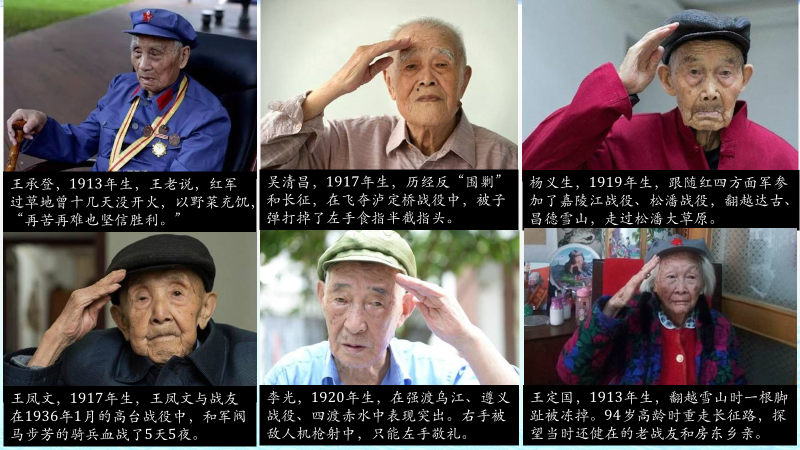 王承登，1913年生，王老说，红军
过草地曾十几天没开火，以野菜充饥，
“再苦再难也坚信胜利。”
吴清昌，1917年生，历经反“围剿”
和长征，在飞夺泸定桥战役中，被子
弹打掉了左手食指半截指头。
杨义生，1919年生，跟随红四方面军参
加了嘉陵江战役、松潘战役，翻越达古、
昌德雪山，走过松潘大草原。
王凤文，1917年生，王凤文与战友
在1936年1月的高台战役中，和军阀
马步芳的骑兵血战了5天5夜。
李光，1920年生，在强渡乌江、遵义
战役、四渡赤水中表现突出。右手被
敌人机枪射中，只能左手敬礼。
王定国，1913年生，翻越雪山时一根脚
趾被冻掉。94岁高龄时重走长征路，探
望当时还健在的老战友和房东乡亲。